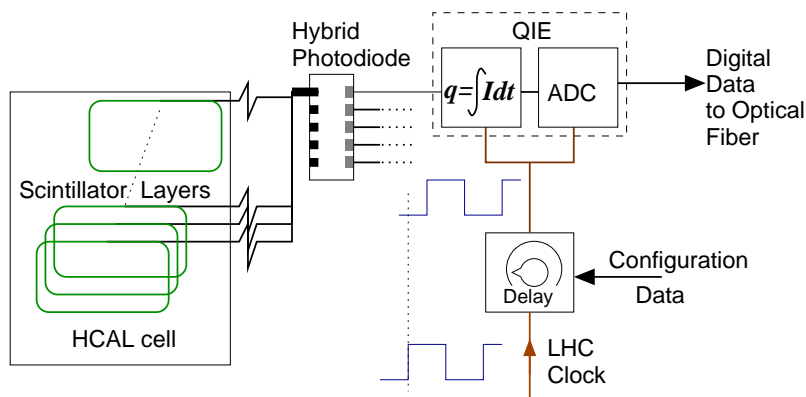 Hybrid
Photodiode
QIE
q=∫Idt
ADC
Digital
Data
to Optical
Fiber
Scintillator Layers
HCAL cell
Delay
Configuration
Data
LHC
Clock